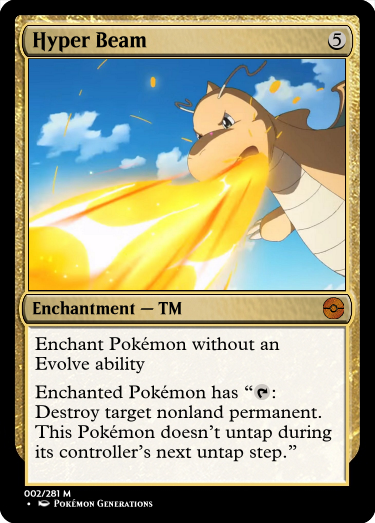 Hyper Beam 5
Enchantment — TM
Enchant Pokémon without an
Evolve ability
Enchanted Pokémon has “:
Destroy target nonland permanent.
This Pokémon doesn’t untap during
its controller’s next untap step.”
002/281 M
• Pokémon Generations